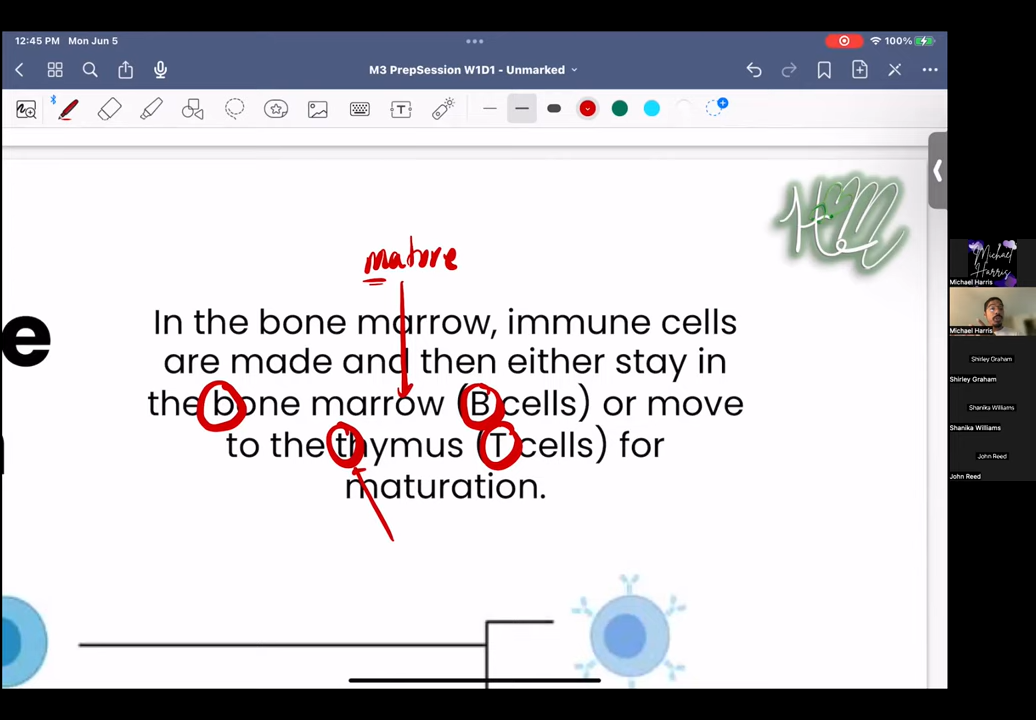 12:45 PM Mon Jun 5
100%
M3 PrepSession W1D1 - Unmarked
T
mature
e
In the bone marrow, immune cells
are made and then either stay in
the bone marrow (B cells) or move
to the thymus (T cells) for
maturation.
Michael
Harris
Michael Harris
Michael Harris
Shirley Graham
Shirley Graham
Shanika Williams
Shanika Williams
John Reed
John Reed